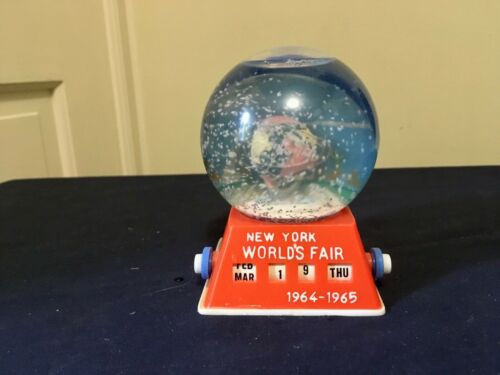 NEW YORK
WORLD'S FAIR
FEB
MAR 1 9 THU
1964-1965